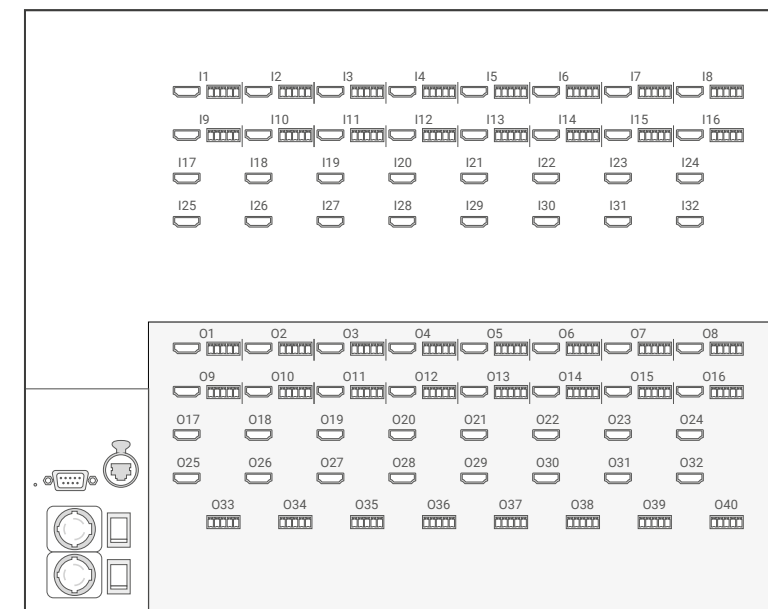 I1 I2 I3 I4 I5 I6 I7 I8
I9 I10 I11 I12 I13 I14 I15 I16
I17 I18 I19 I20 I21 I22 I23 I24
I25 I26 I27 I28 I29 I30 I31 I32
O1 O2 O3 O4 O5 O6 O7 O8
O9 O10 O11 O12 O13 O14 O15 O16
O17 O18 O19 O20 O21 O22 O23 O24
O25 O26 O27 O28 O29 O30 O31 O32
O33 O34 O35 O36 O37 O38 O39 O40